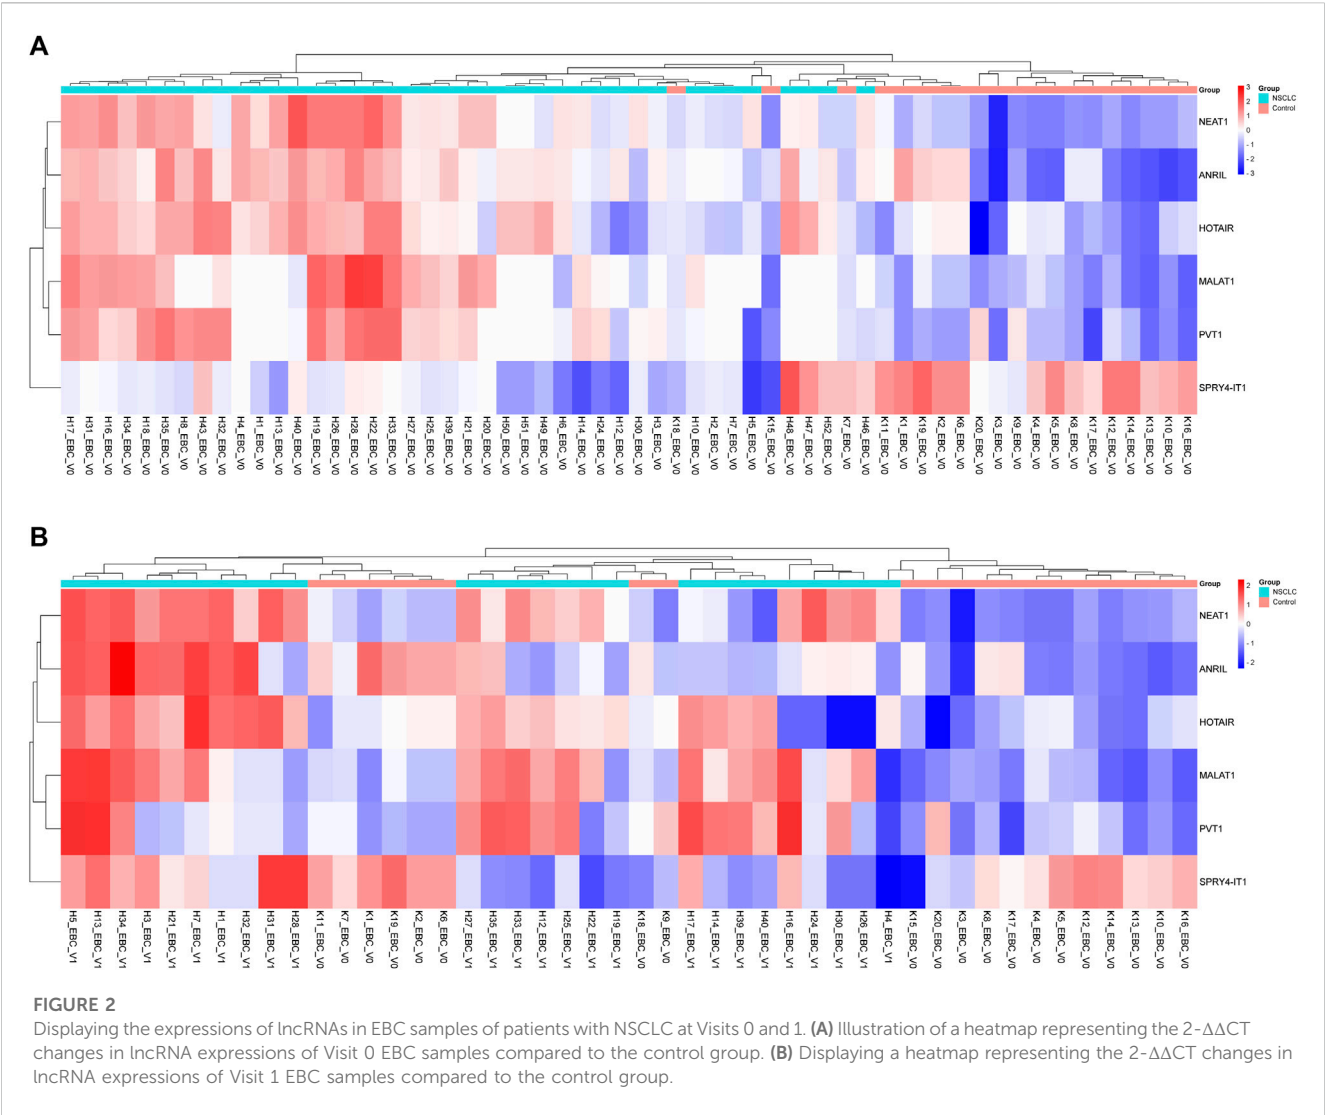 A
3
2
1
0
- 1
- 2
- 3
Group
Group
NSCLC
Control
NEAT1
ANRIL
HOTAIR
MALAT1
PVT1
SPRY4-IT1
H17_EBC_V0
H31_EBC_V0
H16_EBC_V0
H34_EBC_V0
H18_EBC_V0
H35_EBC_V0
H8_EBC_V0
H43_EBC_V0
H32_EBC_V0
H4_EBC_V0
H1_EBC_V0
H13_EBC_V0
H40_EBC_V0
H19_EBC_V0
H26_EBC_V0
H28_EBC_V0
H22_EBC_V0
H33_EBC_V0
H27_EBC_V0
H25_EBC_V0
H39_EBC_V0
H21_EBC_V0
H20_EBC_V0
H50_EBC_V0
H51_EBC_V0
H49_EBC_V0
H6_EBC_V0
H14_EBC_V0
H24_EBC_V0
H12_EBC_V0
H30_EBC_V0
H3_EBC_V0
K18_EBC_V0
H10_EBC_V0
H2_EBC_V0
H7_EBC_V0
H5_EBC_V0
K15_EBC_V0
H48_EBC_V0
H47_EBC_V0
H52_EBC_V0
K7_EBC_V0
H46_EBC_V0
K11_EBC_V0
K1_EBC_V0
K19_EBC_V0
K2_EBC_V0
K6_EBC_V0
K20_EBC_V0
K3_EBC_V0
K9_EBC_V0
K4_EBC_V0
K5_EBC_V0
K8_EBC_V0
K17_EBC_V0
K12_EBC_V0
K14_EBC_V0
K13_EBC_V0
K10_EBC_V0
K16_EBC_V0
B
2
1
0
- 1
- 2
Group
Group
NSCLC
Control
NEAT1
ANRIL
HOTAIR
MALAT1
PVT1
SPRY4-IT1
H5_EBC_V1
H13_EBC_V1
H34_EBC_V1
H3_EBC_V1
H21_EBC_V1
H7_EBC_V1
H1_EBC_V1
H32_EBC_V1
H31_EBC_V1
H28_EBC_V1
K11_EBC_V0
K7_EBC_V0
K1_EBC_V0
K19_EBC_V0
K2_EBC_V0
K6_EBC_V0
H27_EBC_V1
H35_EBC_V1
H33_EBC_V1
H12_EBC_V1
H25_EBC_V1
H22_EBC_V1
H19_EBC_V1
K18_EBC_V0
K9_EBC_V0
H17_EBC_V1
H14_EBC_V1
H39_EBC_V1
H40_EBC_V1
H16_EBC_V1
H24_EBC_V1
H30_EBC_V1
H26_EBC_V1
H4_EBC_V1
K15_EBC_V0
K20_EBC_V0
K3_EBC_V0
K8_EBC_V0
K17_EBC_V0
K4_EBC_V0
K5_EBC_V0
K12_EBC_V0
K14_EBC_V0
K13_EBC_V0
K10_EBC_V0
K16_EBC_V0
FIGURE 2
Displaying the expressions of lncRNAs in EBC samples of patients with NSCLC at Visits 0 and 1. (A) Illustration of a heatmap representing the 2-ΔΔCT
changes in lncRNA expressions of Visit 0 EBC samples compared to the control group. (B) Displaying a heatmap representing the 2-ΔΔCT changes in
lncRNA expressions of Visit 1 EBC samples compared to the control group.